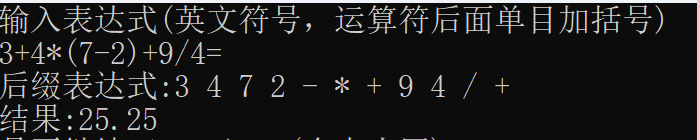 输入表达式(英文符号，运算符后面单目加括号)
3+4*(7-2)+9/4=
后缀表达式:3 4 7 2 - * + 9 4 / +
结果:25.25